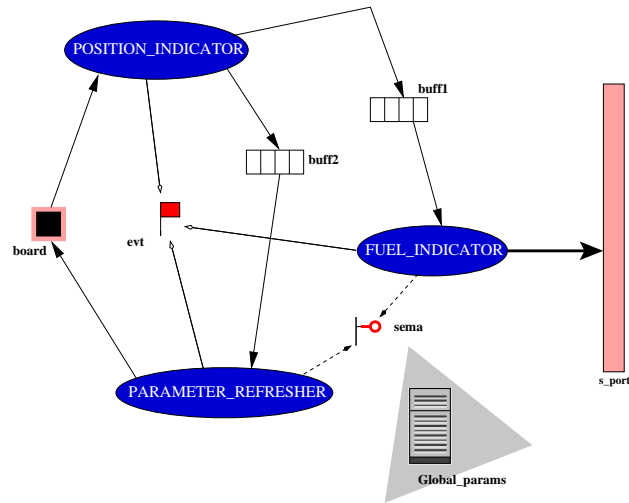 POSITION_INDICATOR
buff1
buff2
board
evt
FUEL_INDICATOR
sema
s_port
PARAMETER_REFRESHER
Global_params